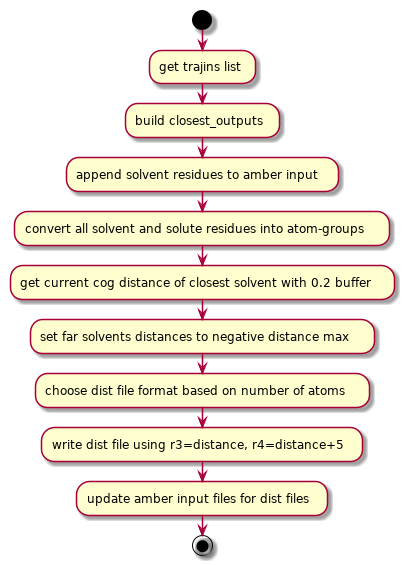 get trajins list
build closest_outputs
append solvent residues to amber input
convert all solvent and solute residues into atom-groups
get current cog distance of closest solvent with 0.2 buffer
set far solvents distances to negative distance max
choose dist file format based on number of atoms
write dist file using r3=distance, r4=distance+5
update amber input files for dist files